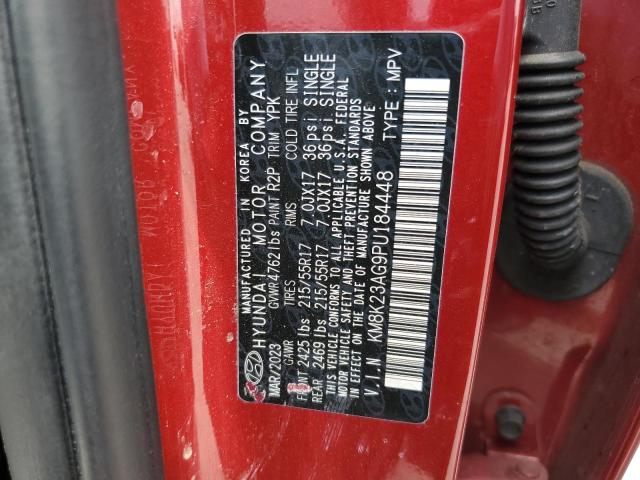 MANUFACTURED IN KOREA BY
HYUNDAI MOTOR COMPANY
MAR/2023 GVWR 4762 lbs PAINT R2P TRIM YPK
GAWR TIRES RIMS COLD TIRE INFL
FRONT 2425 lbs 215/55R17 7.0JX17 36psi SINGLE
REAR 2469 lbs 215/55R17 7.0JX17 36psi SINGLE
THIS VEHICLE CONFORMS TO ALL APPLICABLE U.S.A. FEDERAL
MOTOR VEHICLE SAFETY AND THEFT PREVENTION STANDARDS
IN EFFECT ON THE DATE OF MANUFACTURE SHOWN ABOVE.
V.I.N KM8K23AG9PU184448 TYPE : MPV